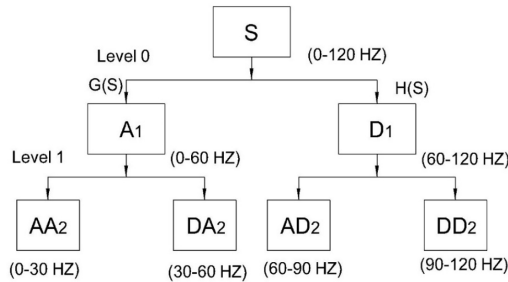 S
Level 0
(0-120 HZ)
G(S)
H(S)
A1
D1
Level 1
(0-60 HZ)
(60-120 HZ)
AA2
DA2
AD2
DD2
(0-30 HZ)
(30-60 HZ)
(60-90 HZ)
(90-120 HZ)